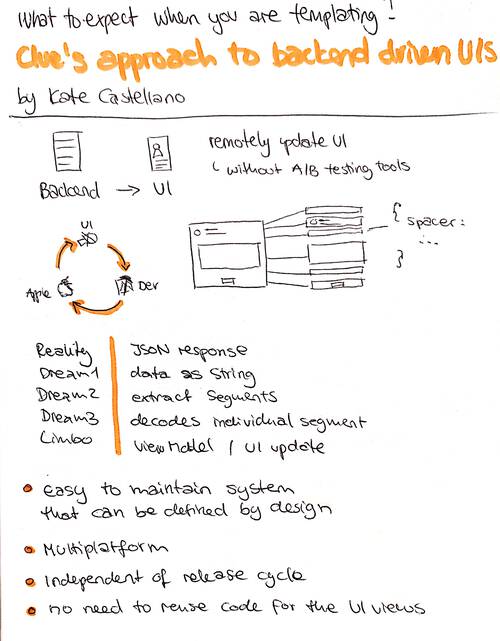 What to expect when you are templating!
Clue's approach to backend driven UIs
by Kate Castellano
remotely update UI
without A/B testing tools
Backend → UI
UI
Apple
Dev
{
spacer:
...
}
Reality JSON response
Dream1 data as String
Dream2 extract Segments
Dream3 decodes individual segment
Limbo ViewModel / UI update
easy to maintain system
that can be defined by design
Multiplatform
Independent of release cycle
no need to reuse code for the UI views